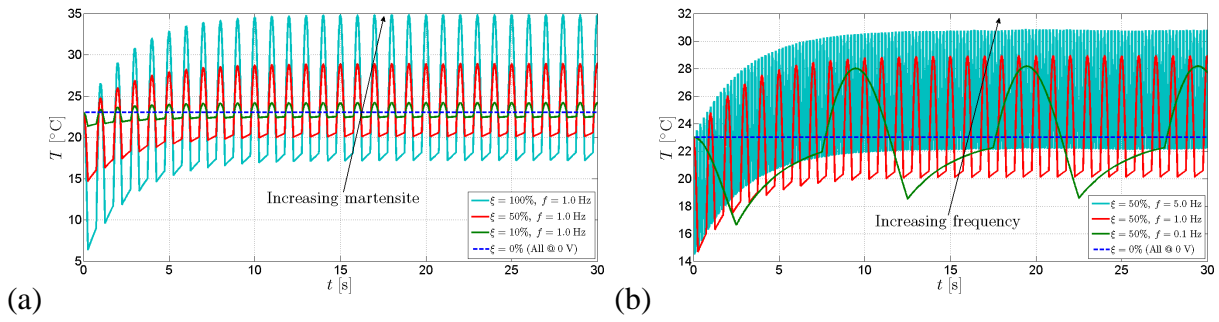 35
30
25
20
15
10
5
T [°C]
0 5 10 15 20 25 30
t [s]
Increasing martensite
ξ = 100%, f = 1.0 Hz
ξ = 50%, f = 1.0 Hz
ξ = 10%, f = 1.0 Hz
ξ = 0% (All @ 0 V)
(a)
32
30
28
26
24
22
20
18
16
14
T [°C]
0 5 10 15 20 25 30
t [s]
Increasing frequency
ξ = 50%, f = 5.0 Hz
ξ = 50%, f = 1.0 Hz
ξ = 50%, f = 0.1 Hz
ξ = 0% (All @ 0 V)
(b)